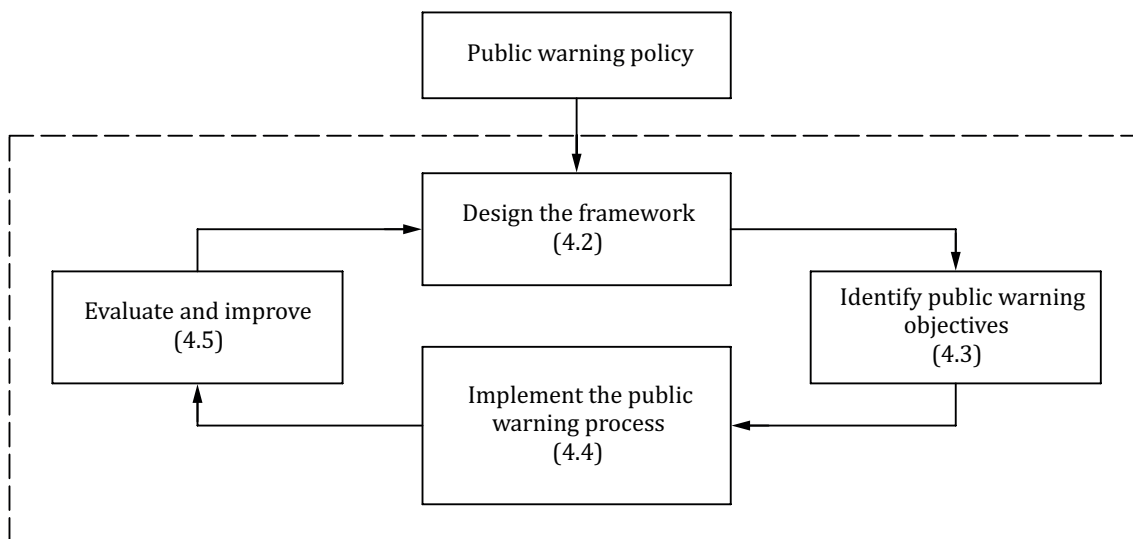 Public warning policy
Design the framework
(4.2)
Evaluate and improve
(4.5)
Identify public warning
objectives
(4.3)
Implement the public
warning process
(4.4)